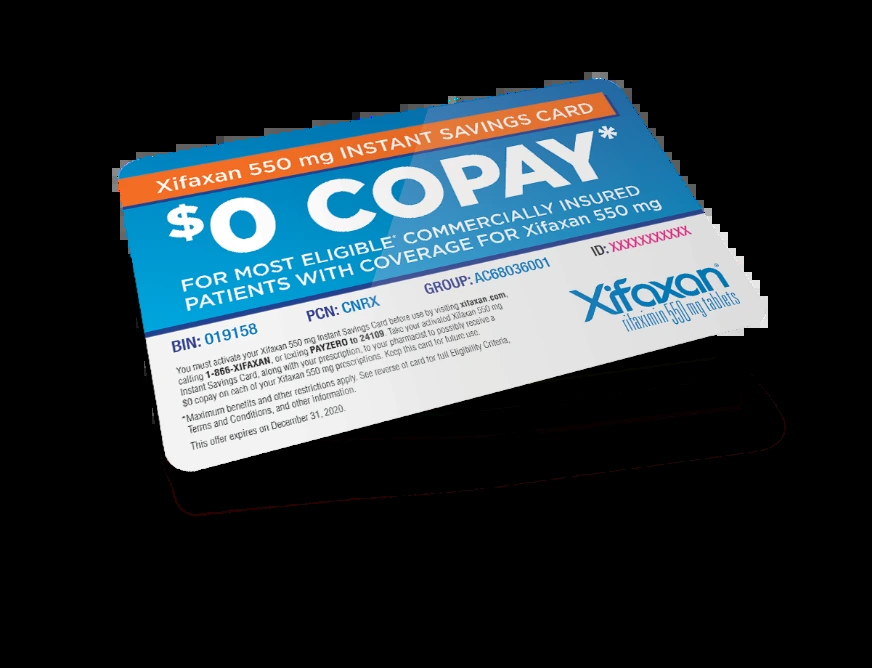 Xifaxan 550 mg INSTANT SAVINGS CARD
$0 COPAY*
FOR MOST ELIGIBLE* COMMERCIALLY INSURED
PATIENTS WITH COVERAGE FOR Xifaxan 550 mg
BIN: 019158 PCN: CNRX GROUP: AC68036001 ID: XXXXXXXXXXX
You must activate your Xifaxan 550 mg Instant Savings Card before use by visiting xifaxan.com,
calling 1-866-XIFAXAN, or texting PAYZERO to 24109. Take your activated Xifaxan 550 mg
Instant Savings Card, along with your prescription, to your pharmacist to possibly receive a
$0 copay on each of your Xifaxan 550 mg prescriptions. Keep this card for future use.
*Maximum benefits and other restrictions apply. See reverse of card for full Eligibility Criteria,
Terms and Conditions, and other information.
This offer expires on December 31, 2020.
Xifaxan®
rifaximin 550 mg tablets